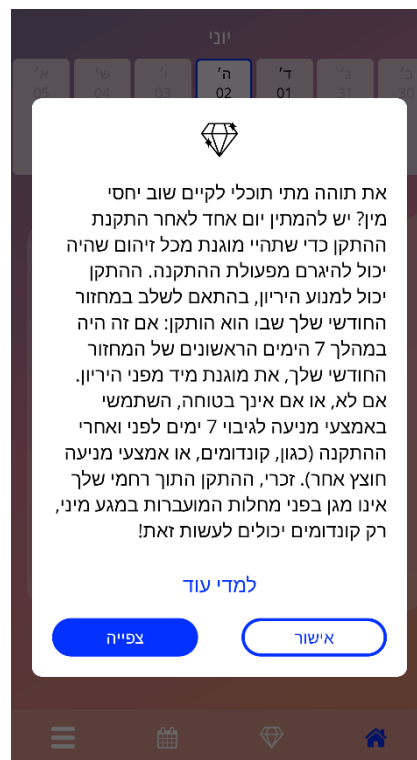 יוני
ב׳ ג׳ ד׳ ה׳ ו׳ ש׳ א׳
30 31 01 02 03 04 05
את תוהה מתי תוכלי לקיים שוב יחסי
מין? יש להמתין יום אחד לאחר התקנת
ההתקן כדי שתהיי מוגנת מכל זיהום שהיה
יכול להיגרם מפעולת ההתקנה. ההתקן
יכול למנוע היריון, בהתאם לשלב במחזור
החודשי שלך שבו הוא הותקן: אם זה היה
במהלך 7 הימים הראשונים של המחזור
החודשי שלך, את מוגנת מיד מפני היריון.
אם לא, או אם אינך בטוחה, השתמשי
באמצעי מניעה לגיבוי 7 ימים לפני ואחרי
ההתקנה (כגון, קונדומים, או אמצעי מניעה
חוצץ אחר). זכרי, ההתקן התוך רחמי שלך
אינו מגן בפני מחלות המועברות במגע מיני,
רק קונדומים יכולים לעשות זאת!
למדי עוד
אישור
צפייה